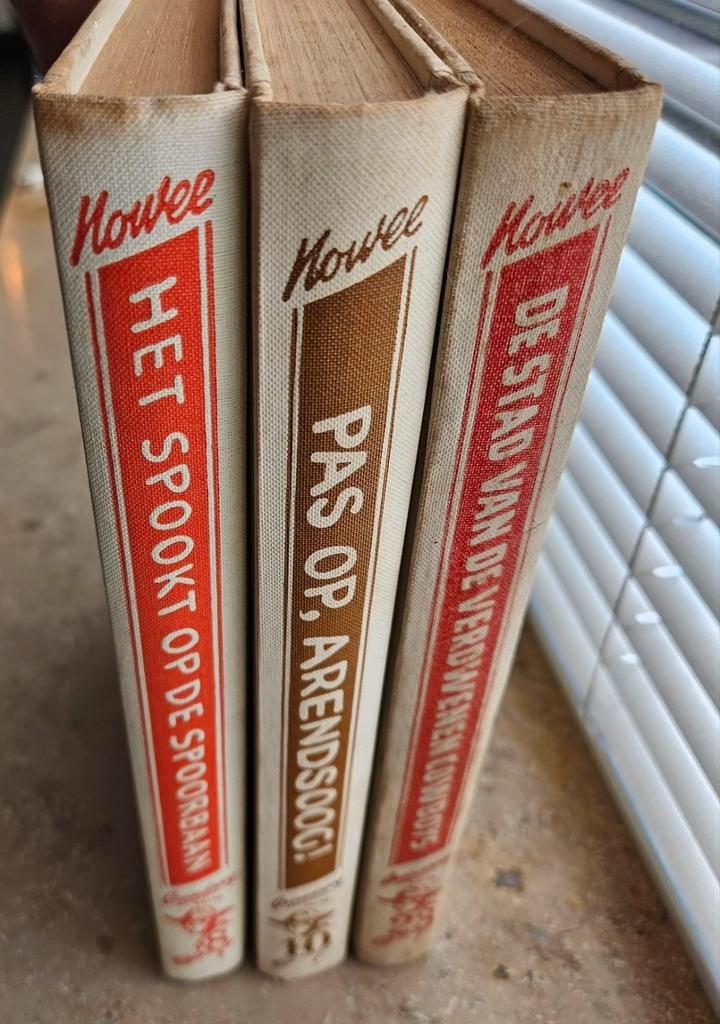 Nowee
HET SPOOKT OP DE SPOORBAAN
Nowee
PAS OP, ARENDSOOG!
Nowee
DE STAD VAN DE VERDWENEN COWBOYS